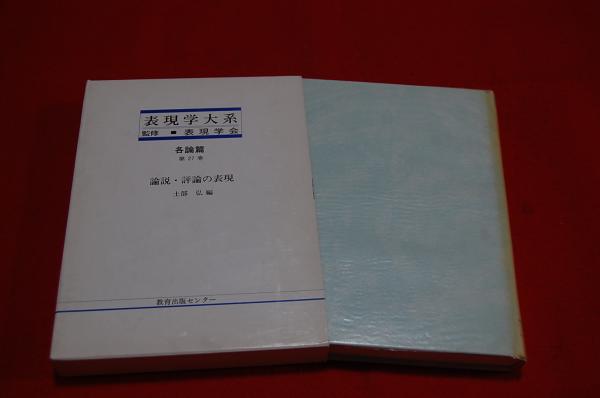 表現学大系
監修 ■ 表現学会
各論篇
第27巻
論説・評論の表現
土部 弘 編
教育出版センター